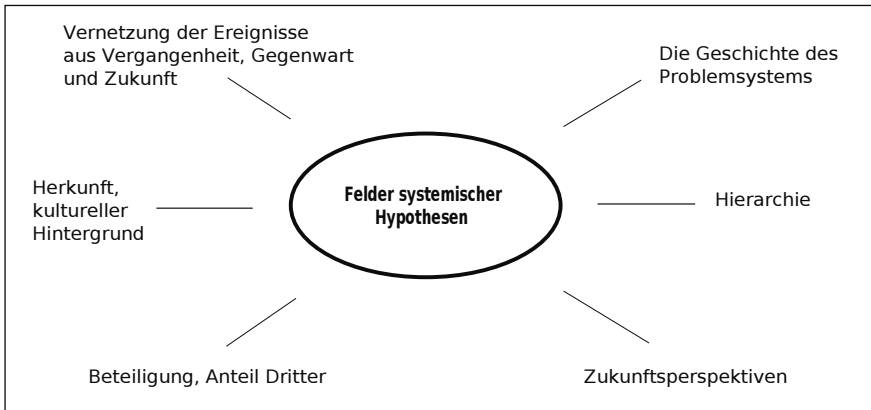 Vernetzung der Ereignisse
aus Vergangenheit, Gegenwart
und Zukunft
Die Geschichte des
Problemsystems
Herkunft,
kultureller
Hintergrund
Felder systemischer
Hypothesen
Hierarchie
Beteiligung, Anteil Dritter
Zukunftsperspektiven